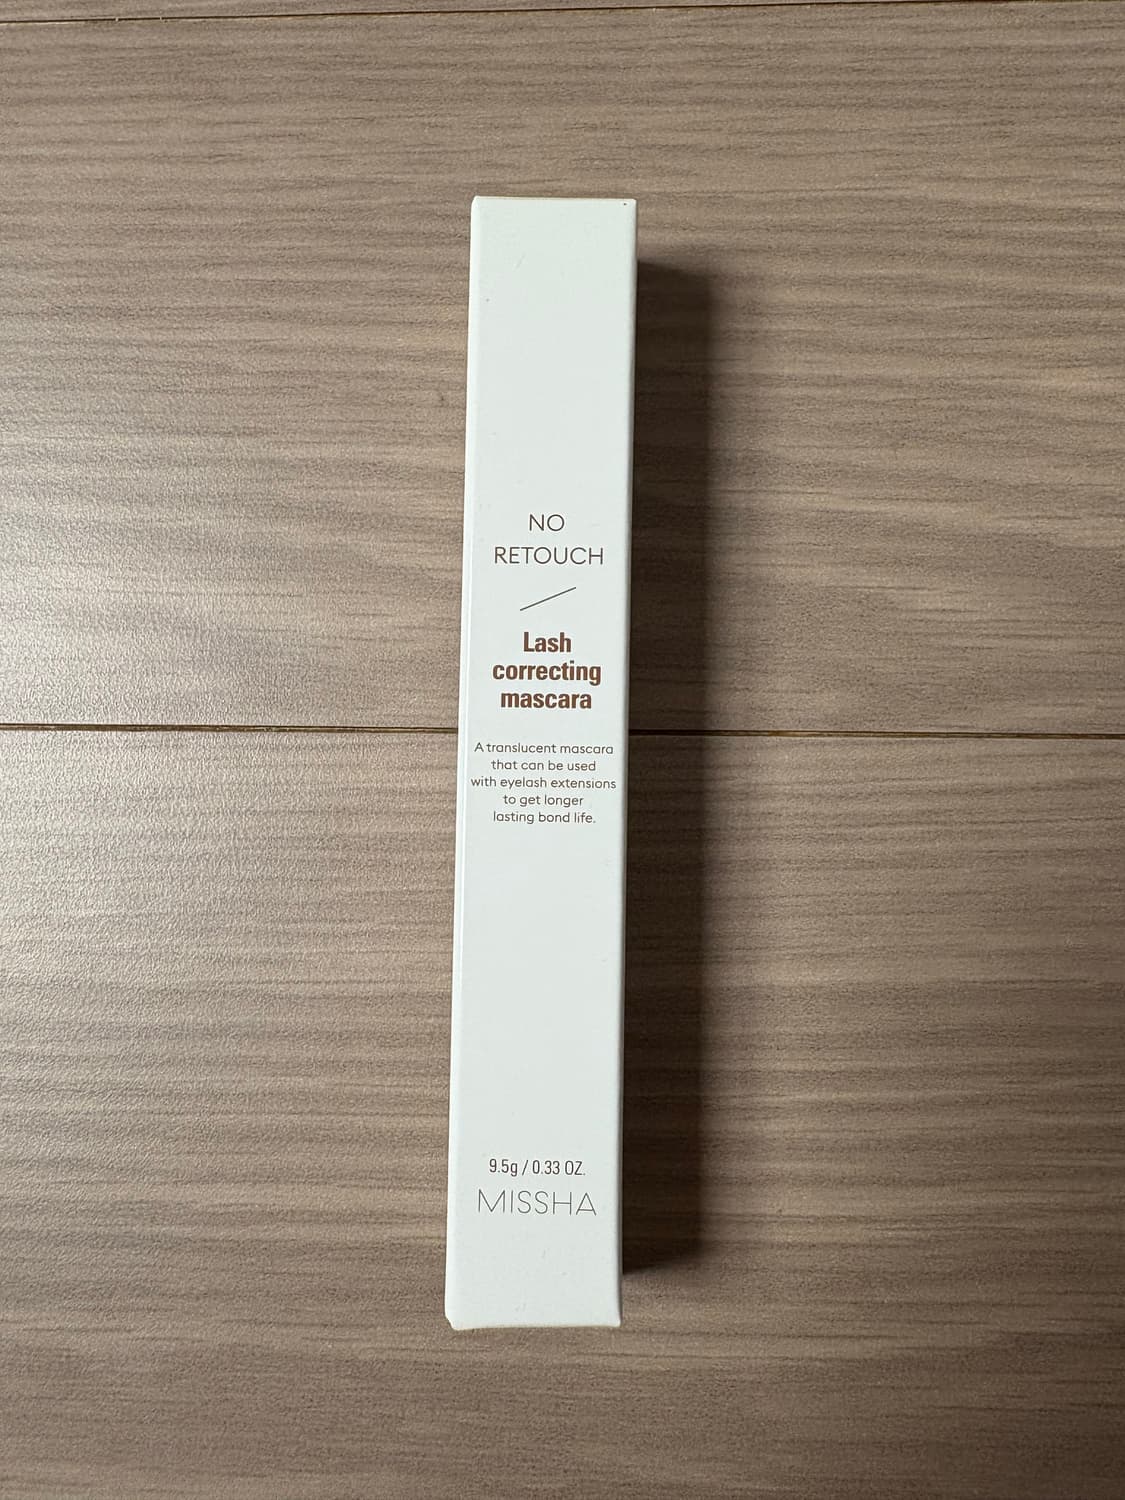 NO
RETOUCH
Lash
correcting
mascara
A translucent mascara
that can be used
with eyelash extensions
to get longer
lasting bond life.
9.5g / 0.33 OZ.
MISSHA